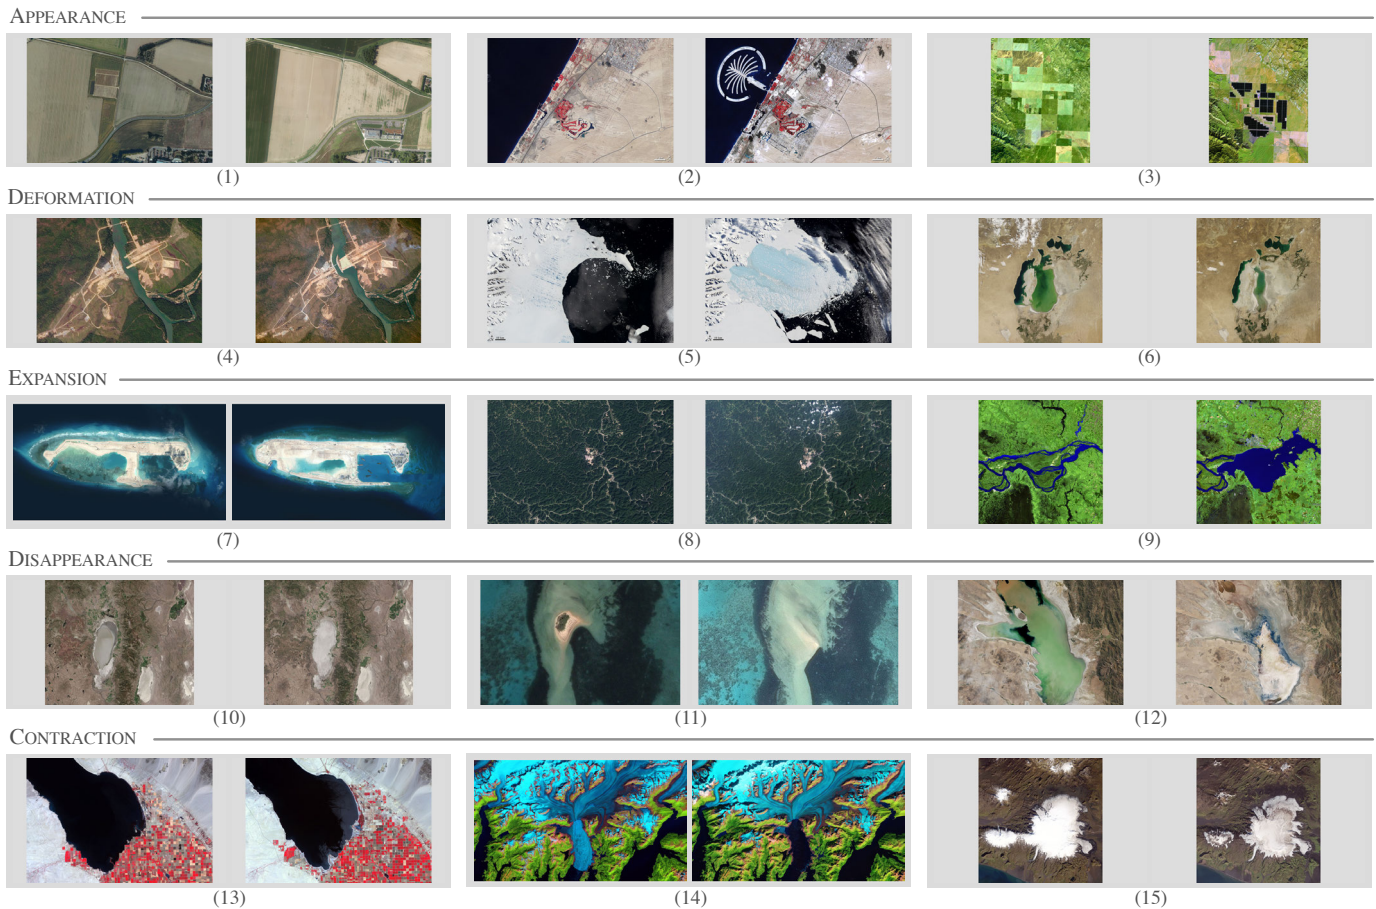 APPEARANCE
(1) (2) (3)
DEFORMATION
(4) (5) (6)
EXPANSION
(7) (8) (9)
DISAPPEARANCE
(10) (11) (12)
CONTRACTION
(13) (14) (15)